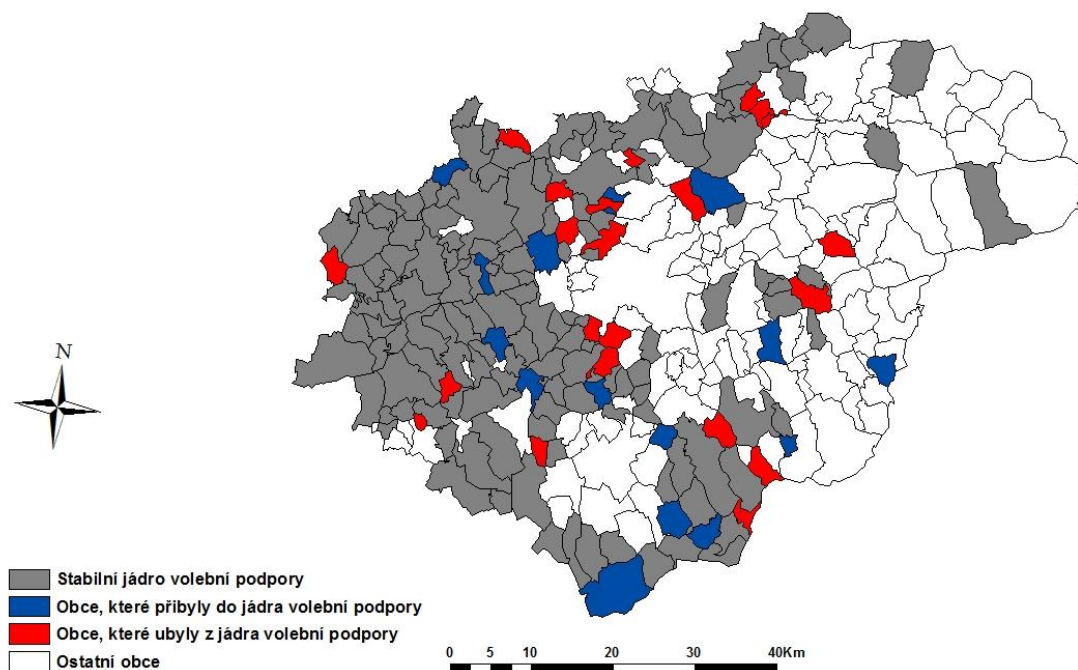 N
Stabilní jádro volební podpory
Obce, které přibyly do jádra volební podpory
Obce, které ubyly z jádra volební podpory
Ostatní obce
0 5 10 20 30 40Km